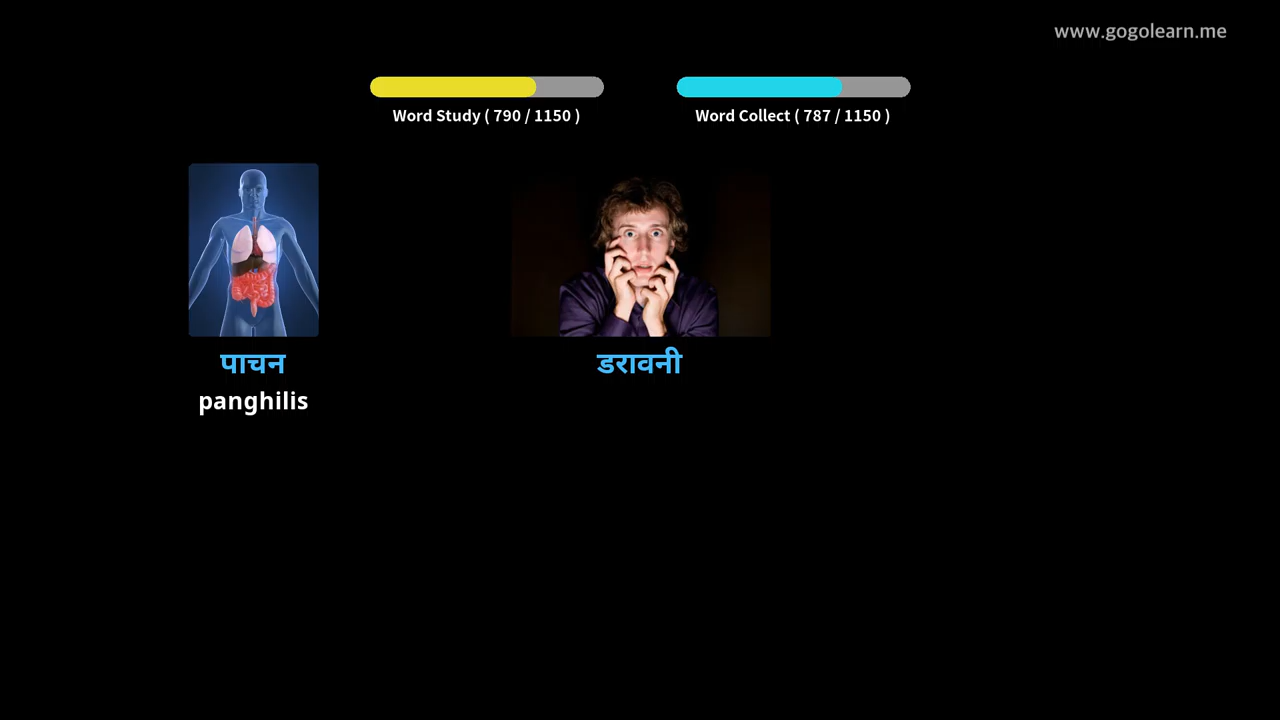 www.gogolearn.me
Word Study ( 790 / 1150 )
Word Collect ( 787 / 1150 )
पाचन
डरावनी
panghilis